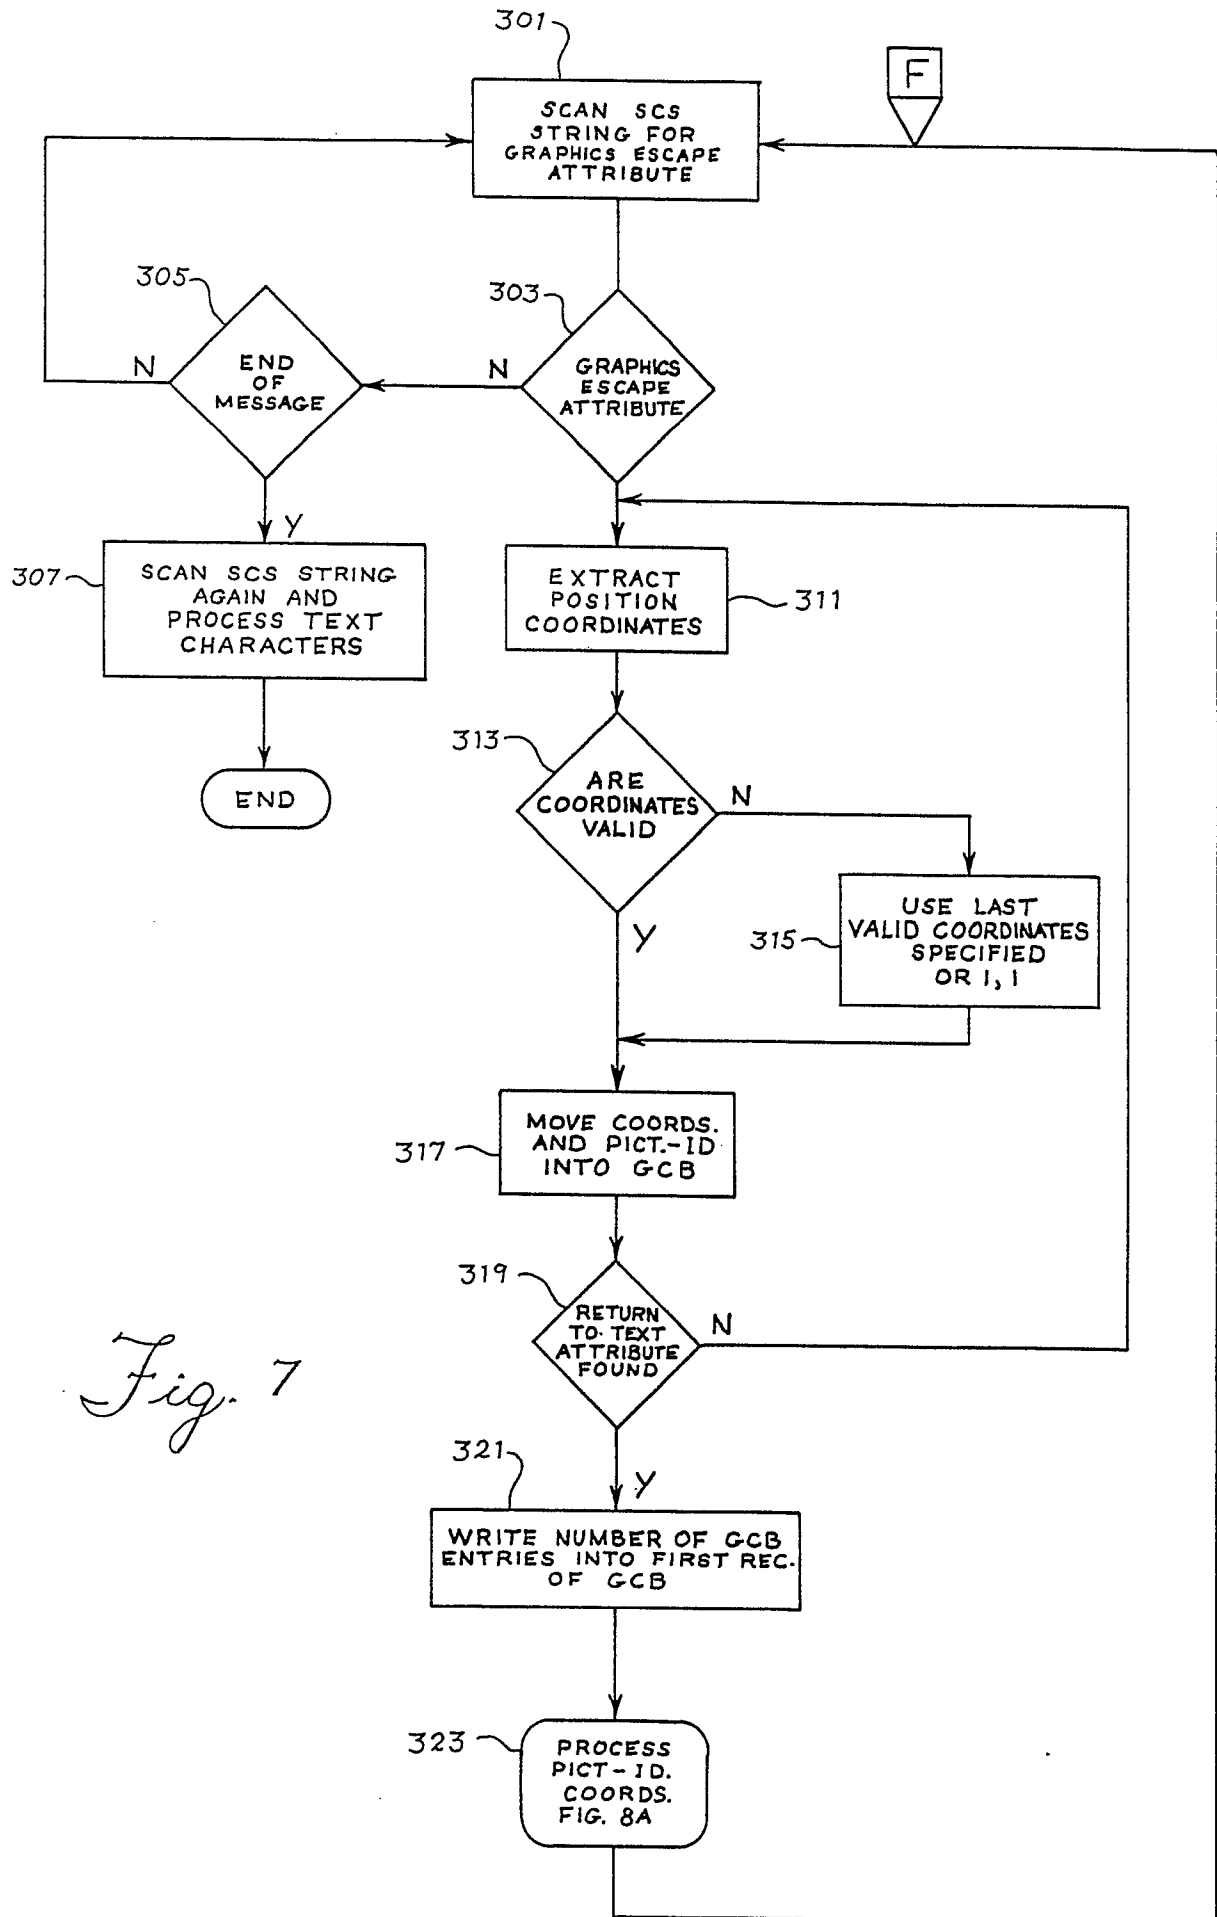 301
F
SCAN SCS
STRING FOR
GRAPHICS ESCAPE
ATTRIBUTE
305
303
N
END
OF
MESSAGE
N
GRAPHICS
ESCAPE
ATTRIBUTE
Y
307
SCAN SCS STRING
AGAIN AND
PROCESS TEXT
CHARACTERS
EXTRACT
POSITION
COORDINATES
311
END
313
ARE
COORDINATES
VALID
N
Y
315
USE LAST
VALID COORDINATES
SPECIFIED
OR 1, 1
317
MOVE COORDS.
AND PICT.-ID
INTO GCB
319
RETURN
TO TEXT
ATTRIBUTE
FOUND
N
Fig. 7
321
Y
WRITE NUMBER OF GCB
ENTRIES INTO FIRST REC.
OF GCB
323
PROCESS
PICT-ID.
COORDS.
FIG. 8A